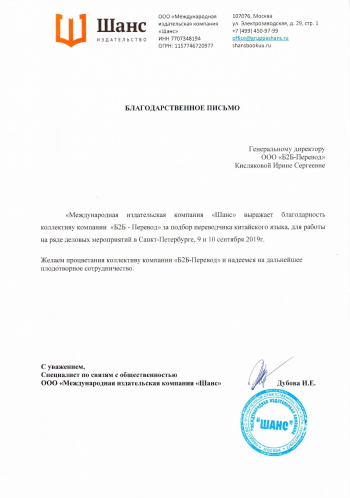 Шанс
ИЗДАТЕЛЬСТВО
ООО «Международная
издательская компания
«Шанс»
ИНН 7707348194
ОГРН: 1157746720977
107076, Москва
ул. Электрозаводская, д. 29, стр. 1
+7 (499) 450-97-99
office@gruppashans.ru
shansbookuu.ru
БЛАГОДАРСТВЕННОЕ ПИСЬМО
Генеральному директору
ООО «Б2Б-Перевод»
Кисляковой Ирине Сергеевне
«Международная издательская компания «Шанс» выражает благодарность
коллективу компании «Б2Б - Перевод» за подбор переводчика китайского языка, для работы
на ряде деловых мероприятий в Санкт-Петербурге, 9 и 10 сентября 2019г.
Желаем процветания коллективу компании «Б2Б-Перевод» и надеемся на дальнейшее
плодотворное сотрудничество.
С уважением,
Специалист по связям с общественностью
ООО «Международная издательская компания «Шанс»
Дубова И.Е.
"ШАНС"